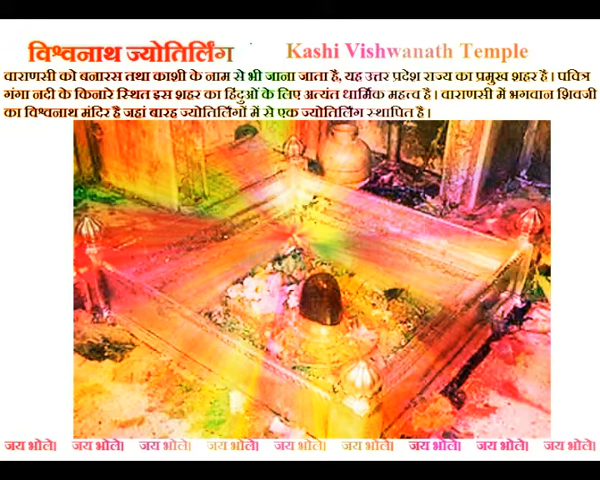 विश्वनाथ ज्योतिर्लिंग Kashi Vishwanath Temple
वाराणसी को बनारस तथा काशी के नाम से भी जाना जाता है, यह उत्तर प्रदेश राज्य का प्रमुख शहर है। पवित्र
गंगा नदी के किनारे स्थित इस शहर का हिंदुओं के लिए अत्यंत धार्मिक महत्व है। वाराणसी में भगवान शिवजी
का विश्वनाथ मंदिर है जहां बारह ज्योतिर्लिंगों में से एक ज्योतिर्लिंग स्थापित है।
जय भोले। जय भोले। जय भोले। जय भोले। जय भोले। जय भोले। जय भोले। जय भोले। जय भोले।